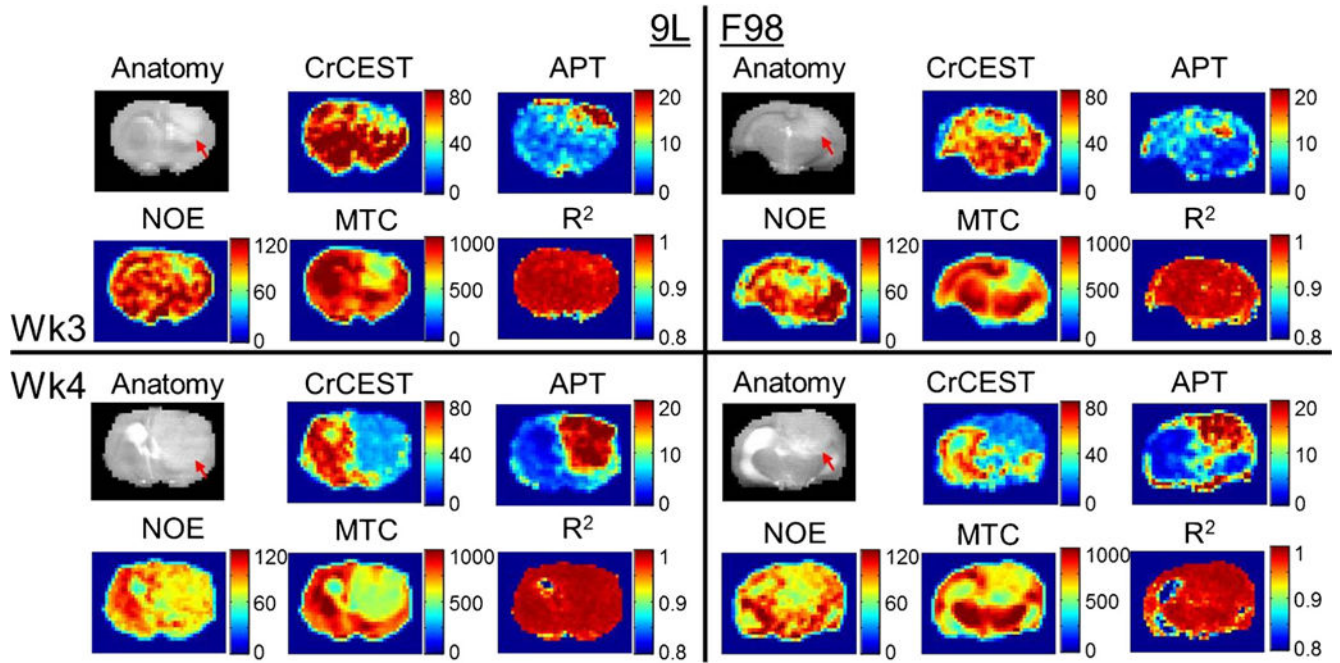 9L
F98
Anatomy CrCEST APT Anatomy CrCEST APT
80 20 80 20
40 10 40 10
0 0 0 0
NOE MTC R² NOE MTC R²
120 1000 1 120 1000 1
60 500 0.9 60 500 0.9
0 0 0.8 0 0 0.8
Wk3
Wk4
Anatomy CrCEST APT Anatomy CrCEST APT
80 20 80 20
40 10 40 10
0 0 0 0
NOE MTC R² NOE MTC R²
120 1000 1 120 1000 1
60 500 0.9 60 500 0.9
0 0 0.8 0 0 0.8